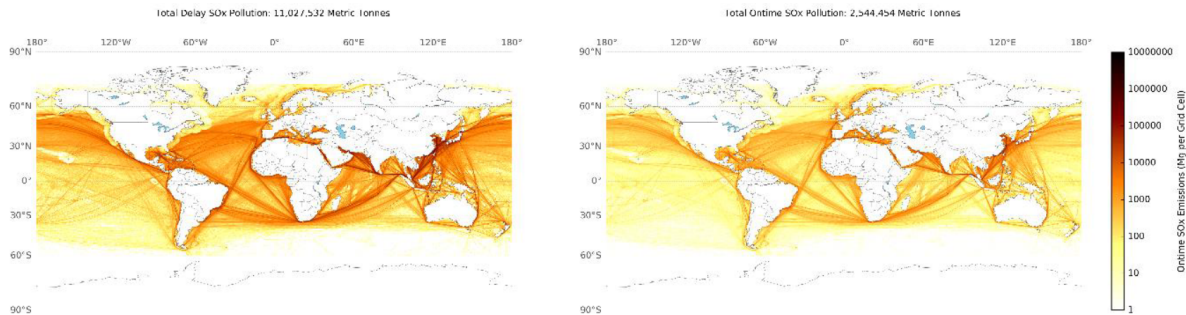 Total Delay SOx Pollution: 11,027,532 Metric Tonnes
180° 120°W 60°W 0° 60°E 120°E 180°
90°N
60°N
30°N
0°
30°S
60°S
90°S
Total Ontime SOx Pollution: 2,544,454 Metric Tonnes
180° 120°W 60°W 0° 60°E 120°E 180°
90°N
60°N
30°N
0°
30°S
60°S
90°S
10000000
1000000
100000
10000
1000
100
10
1
Ontime SOx Emissions (Mg per Grid Cell)